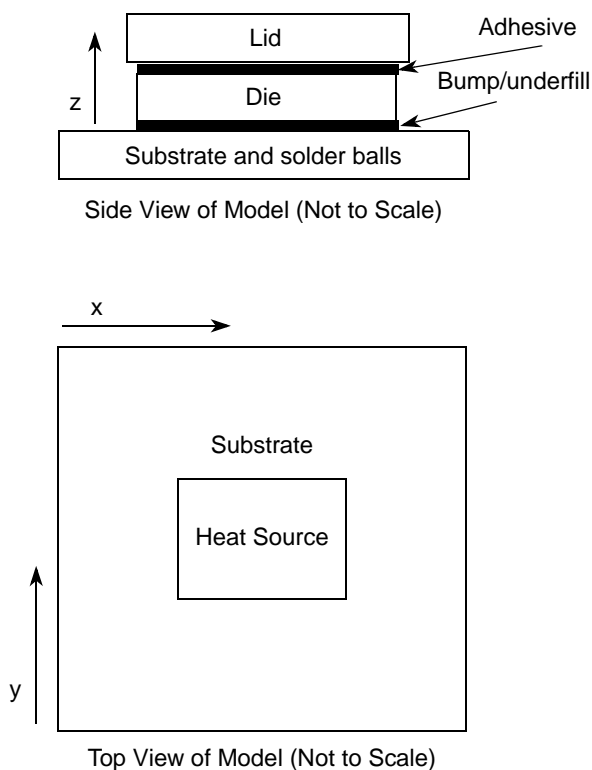 Lid
Adhesive
z
Die
Bump/underfill
Substrate and solder balls
Side View of Model (Not to Scale)
x
Substrate
Heat Source
y
Top View of Model (Not to Scale)